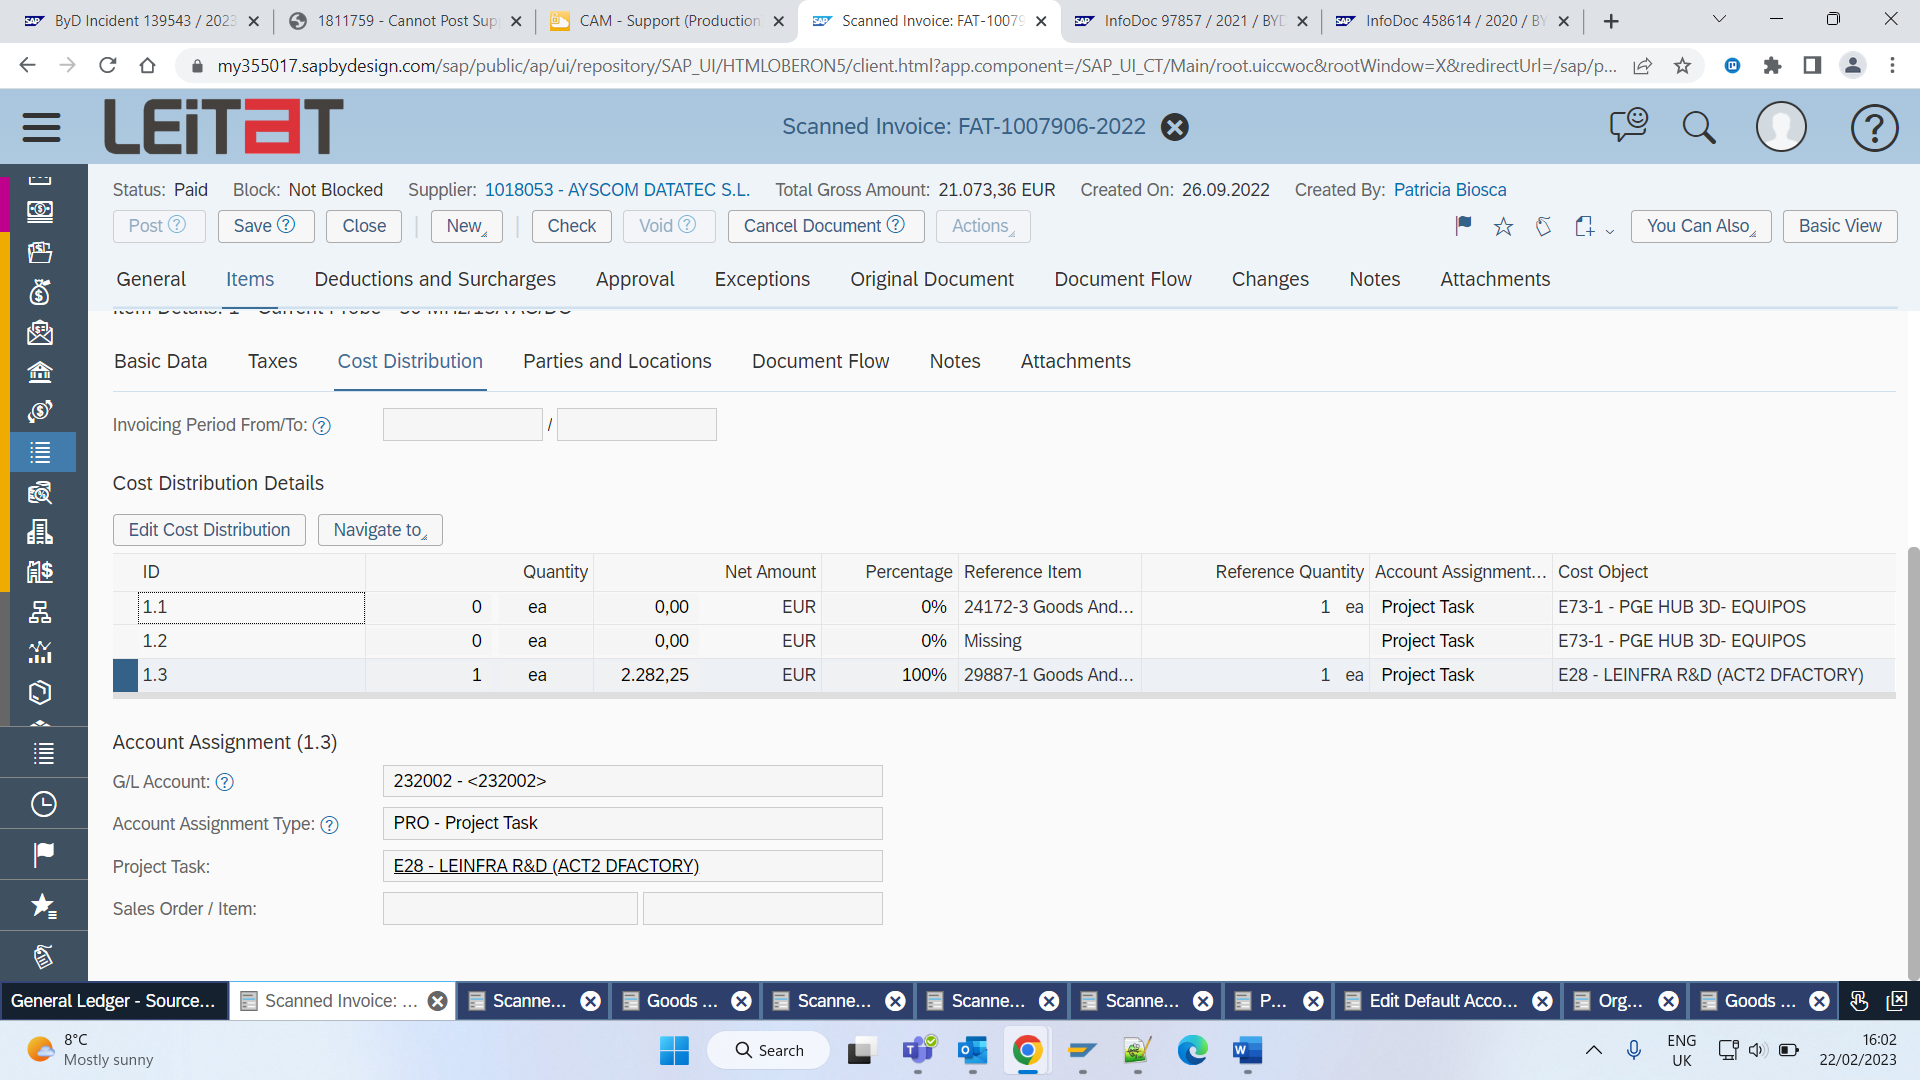 ByD Incident 139543 / 2023
1811759 - Cannot Post Sup
CAM - Support (Production
Scanned Invoice: FAT-10079
InfoDoc 97857 / 2021 / BYD
InfoDoc 458614 / 2020 / BY
my355017.sapbydesign.com/sap/public/ap/ui/repository/SAP_UI/HTMLOBERON5/client.html?app.component=/SAP_UI_CT/Main/root.uiccwoc&rootWindow=X&redirectUrl=/sap/p...
LEiTAT
Scanned Invoice: FAT-1007906-2022
Status: Paid Block: Not Blocked Supplier: 1018053 - AYSCOM DATATEC S.L. Total Gross Amount: 21.073,36 EUR Created On: 26.09.2022 Created By: Patricia Biosca
Post Save Close New Check Void Cancel Document Actions You Can Also Basic View
General Items Deductions and Surcharges Approval Exceptions Original Document Document Flow Changes Notes Attachments
Basic Data Taxes Cost Distribution Parties and Locations Document Flow Notes Attachments
Invoicing Period From/To: /
Cost Distribution Details
Edit Cost Distribution Navigate to
ID Quantity Net Amount Percentage Reference Item Reference Quantity Account Assignment... Cost Object
1.1 0 ea 0,00 EUR 0% 24172-3 Goods And... 1 ea Project Task E73-1 - PGE HUB 3D- EQUIPOS
1.2 0 ea 0,00 EUR 0% Missing Project Task E73-1 - PGE HUB 3D- EQUIPOS
1.3 1 ea 2.282,25 EUR 100% 29887-1 Goods And... 1 ea Project Task E28 - LEINFRA R&D (ACT2 DFACTORY)
Account Assignment (1.3)
G/L Account: 232002 - <232002>
Account Assignment Type: PRO - Project Task
Project Task: E28 - LEINFRA R&D (ACT2 DFACTORY)
Sales Order / Item:
General Ledger - Source... Scanned Invoice: ... Scanne... Goods ... Scanne... Scanne... Scanne... P... Edit Default Acco... Org... Goods ...
8°C
Mostly sunny
Search
ENG
UK
16:02
22/02/2023